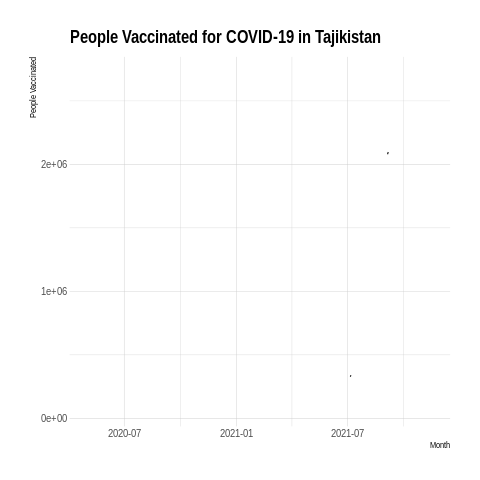 People Vaccinated for COVID-19 in Tajikistan
People Vaccinated
2e+06
1e+06
0e+00
2020-07
2021-01
2021-07
Month